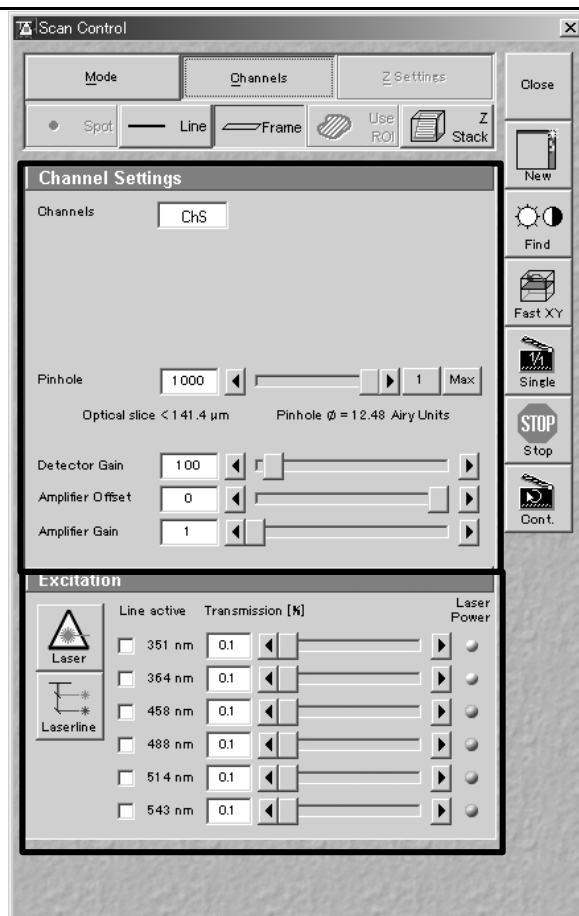 Scan Control
Mode
Channels
Z Settings
Close
Spot
Line
Frame
Use ROI
Z Stack
New
Channel Settings
Channels
ChS
Find
Fast XY
Pinhole
1000
1
Max
Single
Optical slice < 141.4 µm
Pinhole Ø = 12.48 Airy Units
STOP
Stop
Detector Gain
100
Amplifier Offset
0
Amplifier Gain
1
Cont.
Excitation
Line active
Transmission [%]
Laser Power
Laser
351 nm
0.1
364 nm
0.1
Laserline
458 nm
0.1
488 nm
0.1
514 nm
0.1
543 nm
0.1